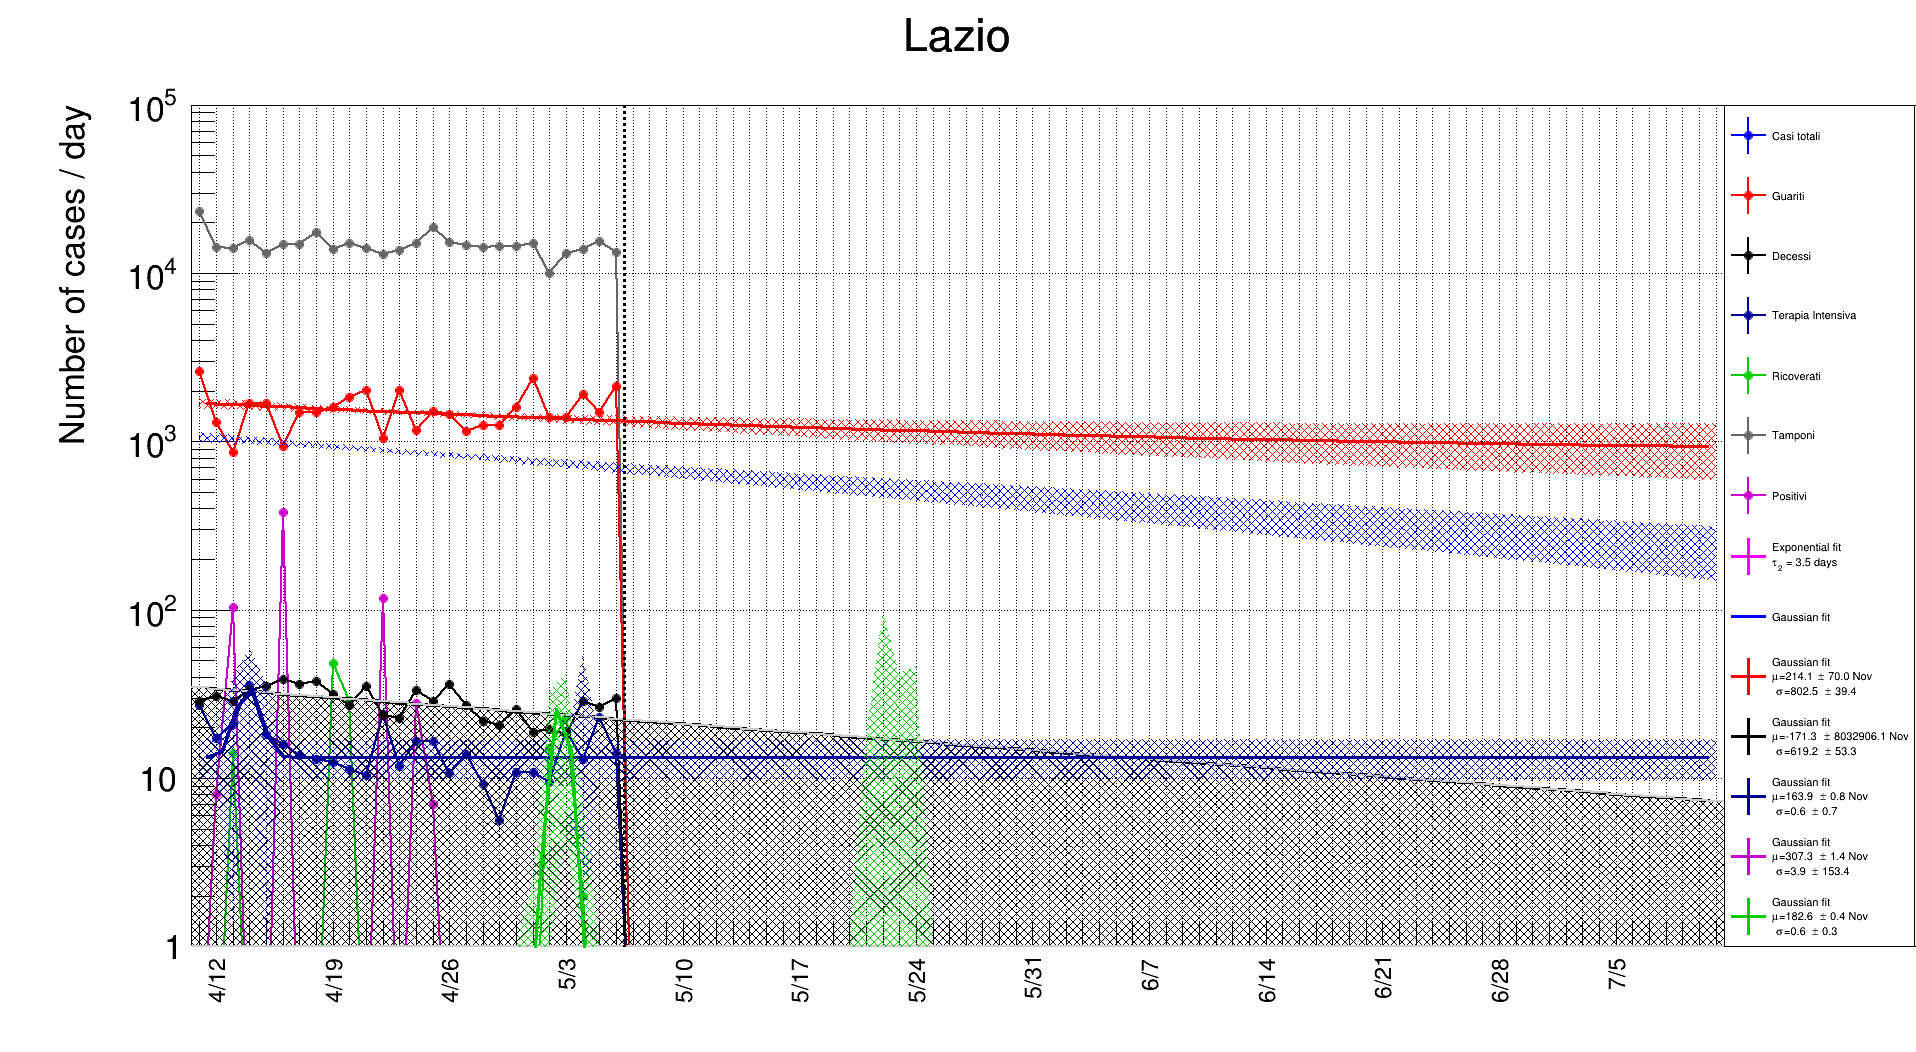 Lazio
Number of cases / day
10^5
10^4
10^3
10^2
10
1
4/12
4/19
4/26
5/3
5/10
5/17
5/24
5/31
6/7
6/14
6/21
6/28
7/5
Casi totali
Guariti
Decessi
Terapia Intensiva
Ricoverati
Tamponi
Positivi
Exponential fit
τ_2 = 3.5 days
Gaussian fit
Gaussian fit
μ=214.1 ± 70.0 Nov
σ=802.5 ± 39.4
Gaussian fit
μ=-171.3 ± 8032906.1 Nov
σ=619.2 ± 53.3
Gaussian fit
μ=163.9 ± 0.8 Nov
σ=0.6 ± 0.7
Gaussian fit
μ=307.3 ± 1.4 Nov
σ=3.9 ± 153.4
Gaussian fit
μ=182.6 ± 0.4 Nov
σ=0.6 ± 0.3